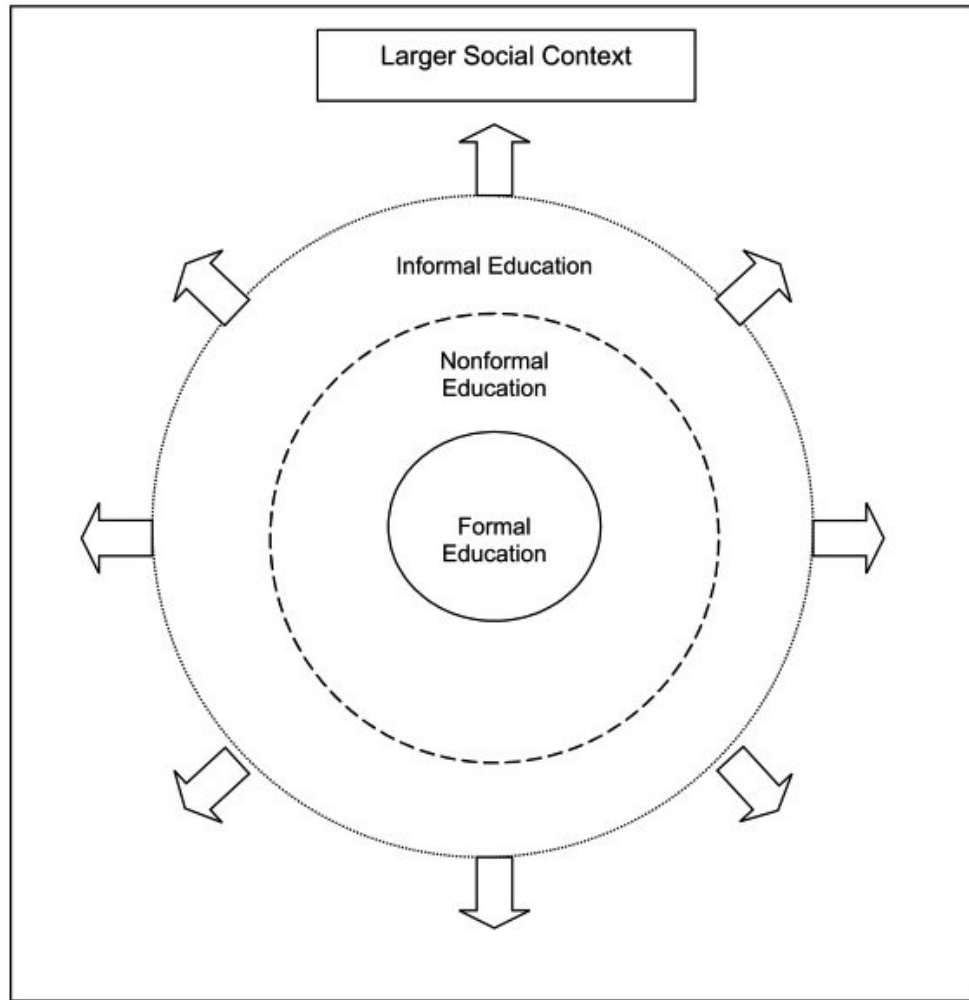 Larger Social Context
Informal Education
Nonformal
Education
Formal
Education